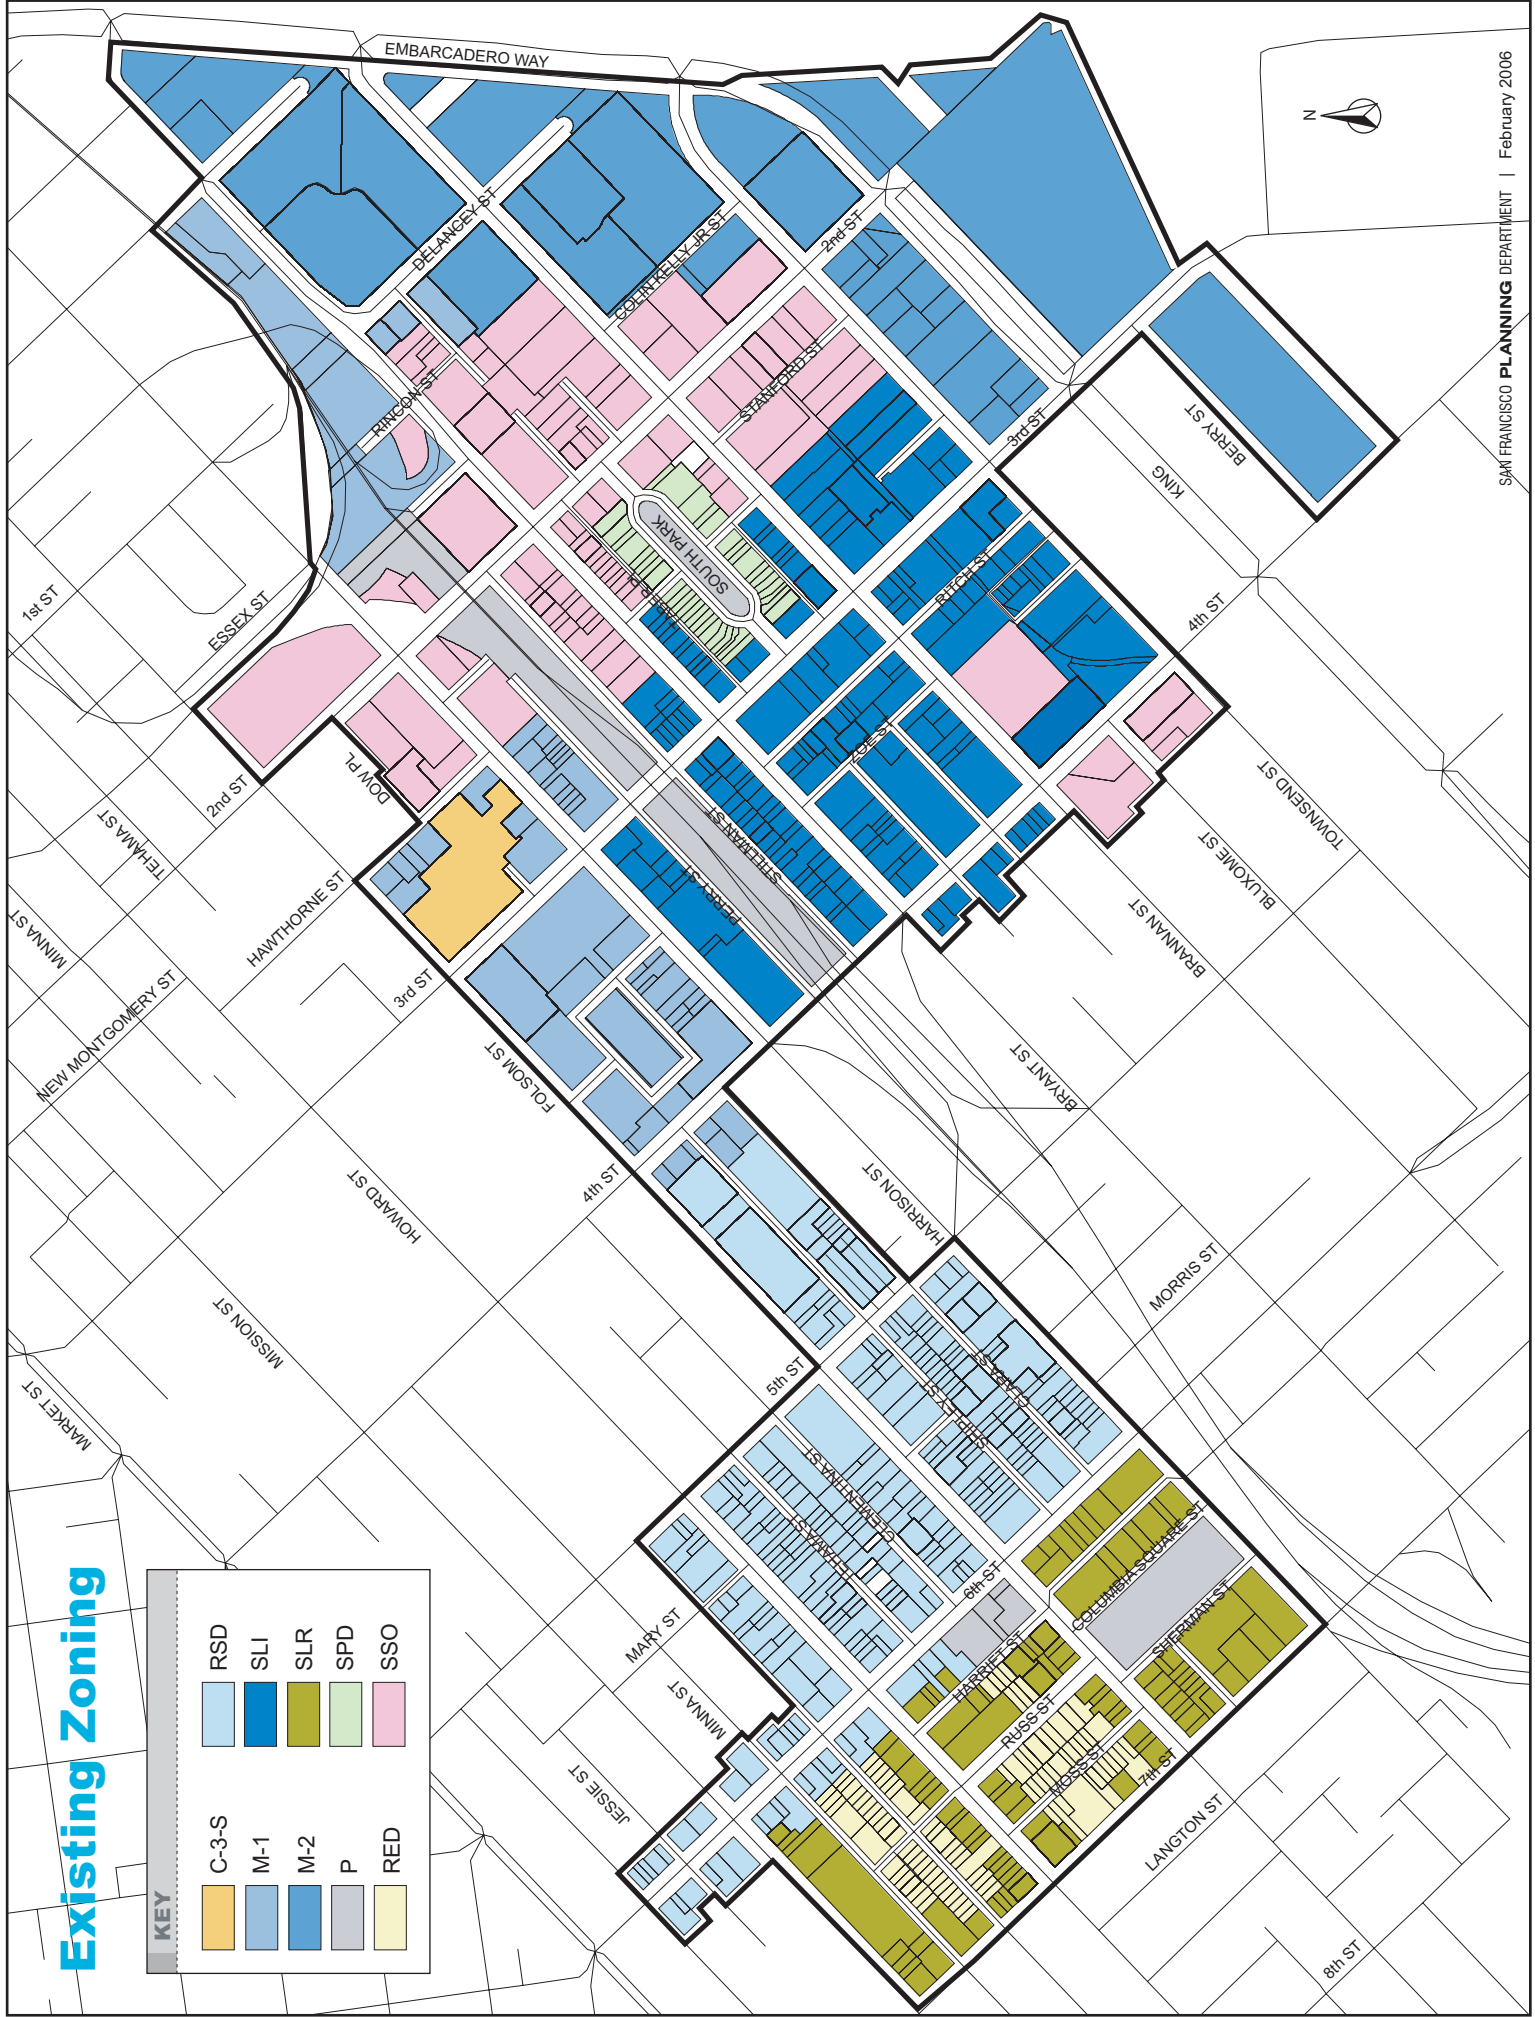 Existing Zoning
KEY
C-3-S
M-1
M-2
P
RED
RSD
SLI
SLR
SPD
SSO
EMBARCADERO WAY
DELANCEY ST
COLIN KELLY JR ST
2nd ST
STANFORD ST
3rd ST
RINCON ST
SOUTH PARK
TABER PL
RITCH ST
ZOE ST
4th ST
BERRY ST
KING
TOWNSEND ST
BLUXOME ST
BRANNAN ST
BRYANT ST
STILLMAN ST
PERRY ST
1st ST
ESSEX ST
2nd ST
DOW PL
TEHAMA ST
HAWTHORNE ST
MINNA ST
NEW MONTGOMERY ST
3rd ST
FOLSOM ST
HOWARD ST
4th ST
HARRISON ST
MISSION ST
MARKET ST
5th ST
MORRIS ST
CLARA ST
SHIPLEY ST
CLEMENTINA ST
TEHAMA ST
6th ST
COLUMBIA SQUARE ST
SHERMAN ST
HARRIET ST
RUSS ST
MOSS ST
7th ST
MARY ST
MINNA ST
JESSIE ST
LANGTON ST
8th ST
N
SAN FRANCISCO PLANNING DEPARTMENT | February 2006